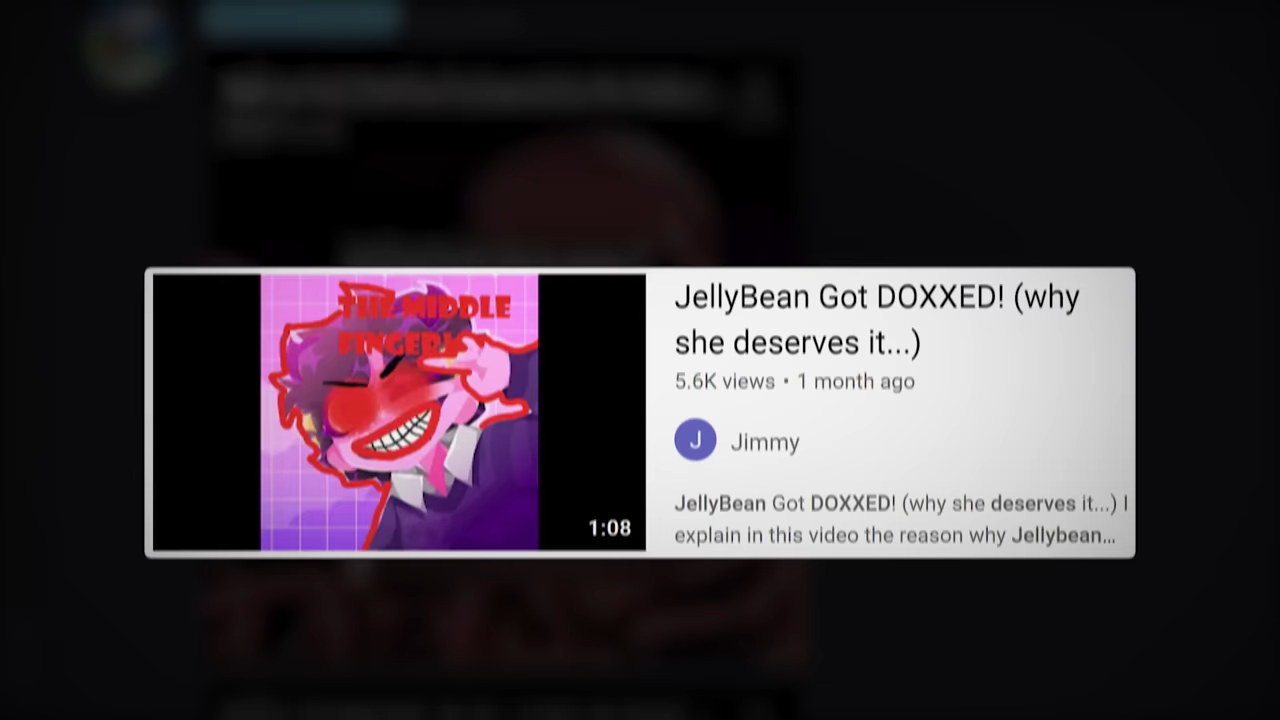 THE MIDDLE
FINGER
1:08
JellyBean Got DOXXED! (why
she deserves it...)
5.6K views • 1 month ago
J
Jimmy
JellyBean Got DOXXED! (why she deserves it...) I
explain in this video the reason why Jellybean...